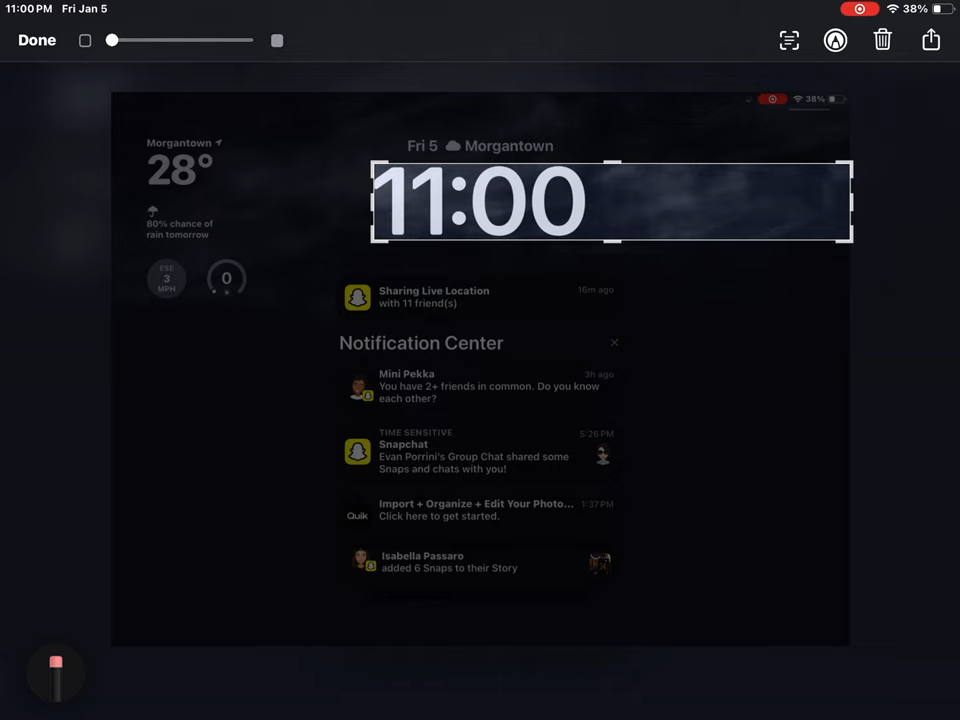 11:00 PM Fri Jan 5
38%
Done
38%
Morgantown
28°
80% chance of
rain tomorrow
ESE
3
MPH
0
Fri 5 Morgantown
11:00
Sharing Live Location
16m ago
with 11 friend(s)
Notification Center
Mini Pekka
3h ago
You have 2+ friends in common. Do you know
each other?
TIME SENSITIVE
5:26 PM
Snapchat
Evan Porrini's Group Chat shared some
Snaps and chats with you!
Import + Organize + Edit Your Photo...
1:37 PM
Quik
Click here to get started.
Isabella Passaro
added 6 Snaps to their Story